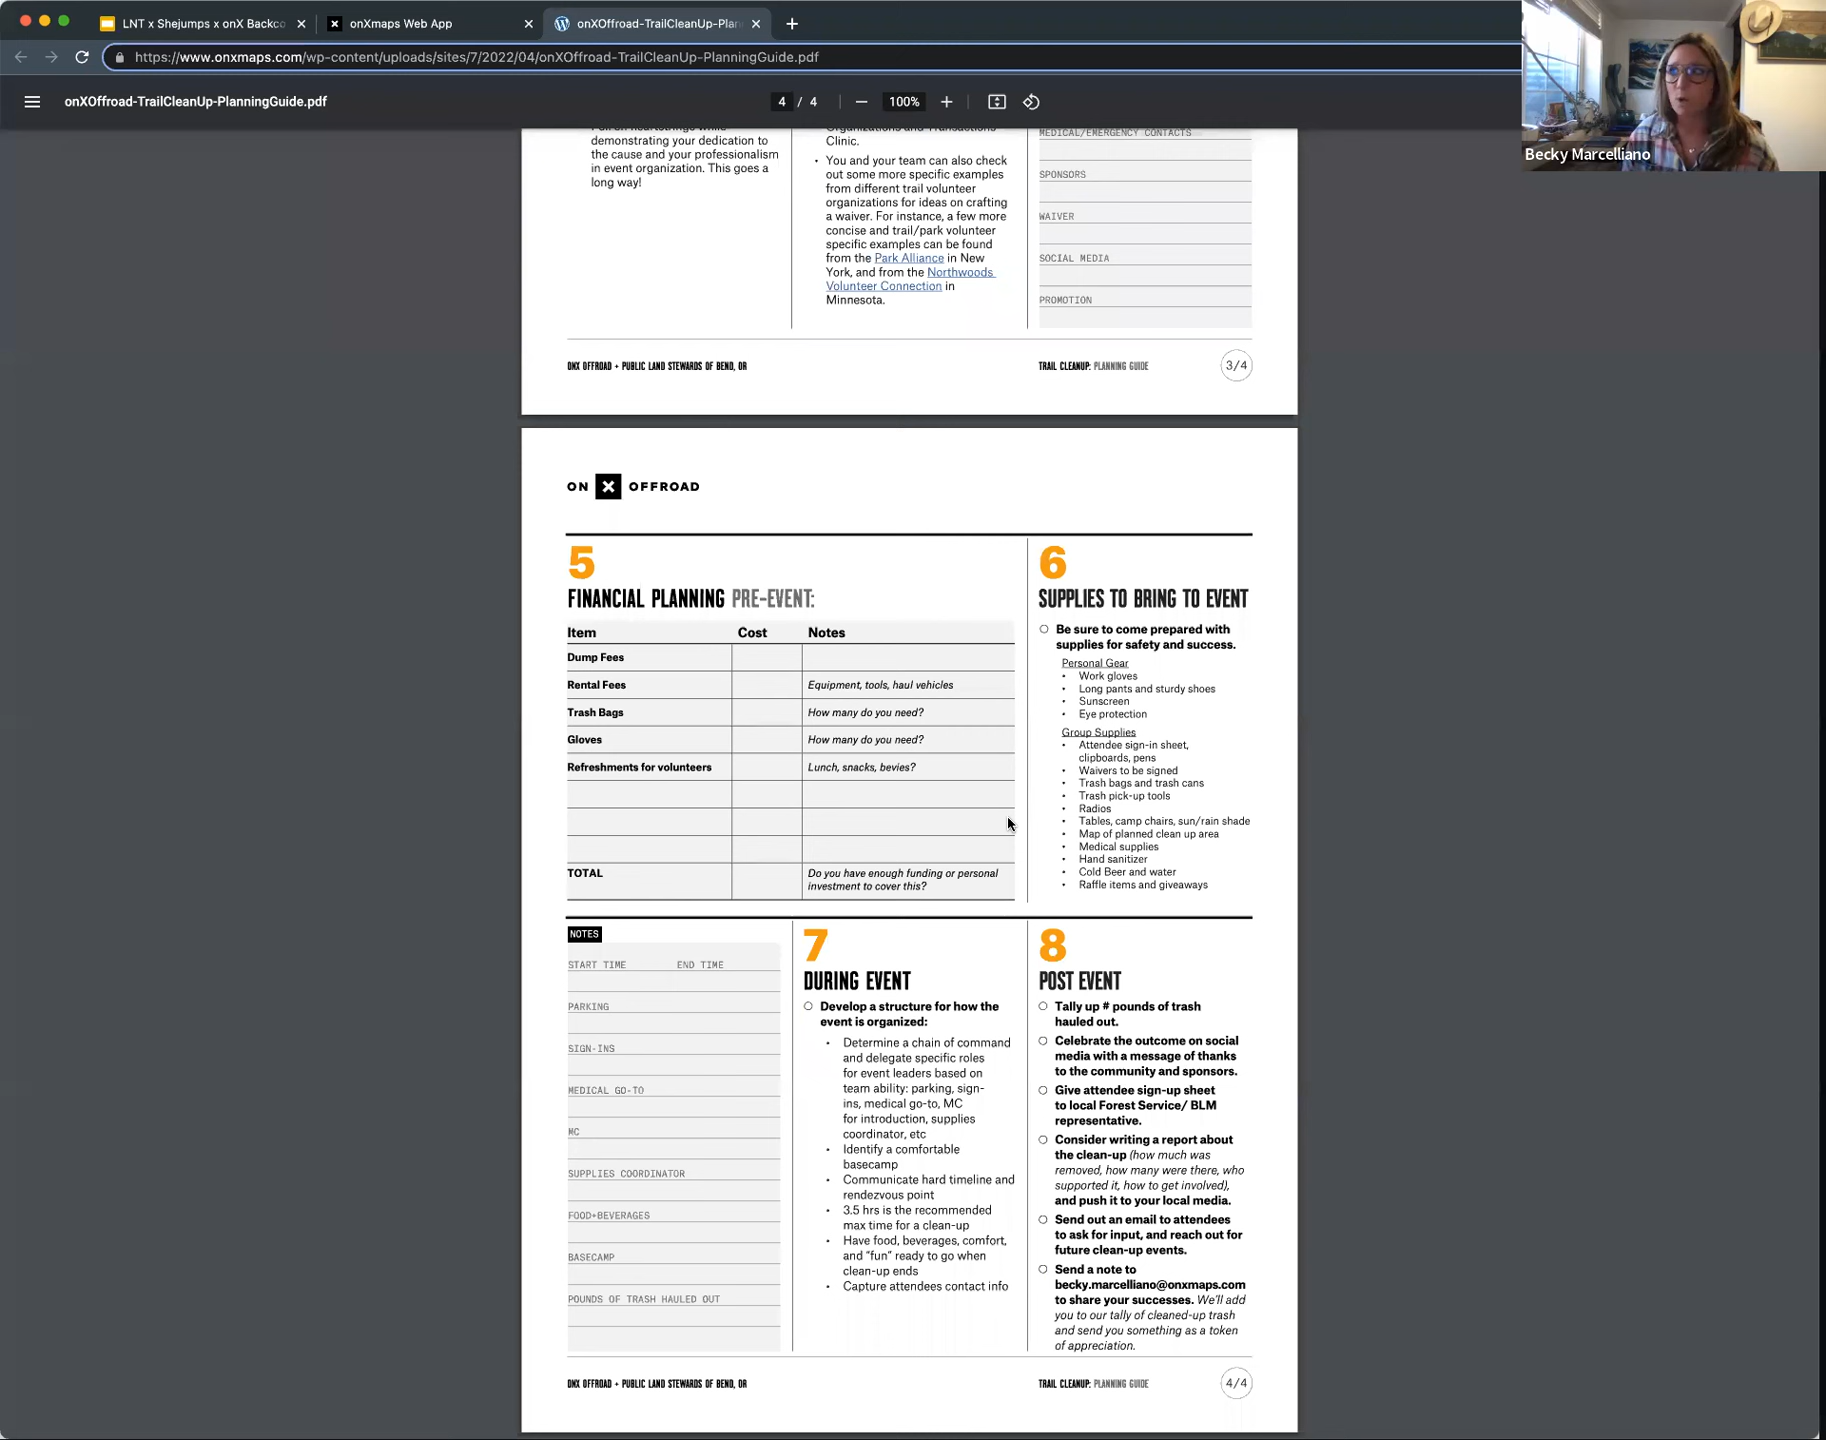 LNT x Shejumps x onX Backco
onXmaps Web App
onXOffroad-TrailCleanUp-Plan
https://www.onxmaps.com/wp-content/uploads/sites/7/2022/04/onXOffroad-TrailCleanUp-PlanningGuide.pdf
onXOffroad-TrailCleanUp-PlanningGuide.pdf
4 / 4
100%
Becky Marcelliano
demonstrating your dedication to
the cause and your professionalism
in event organization. This goes a
long way!
Organizations and Transactions
Clinic.
• You and your team can also check
out some more specific examples
from different trail volunteer
organizations for ideas on crafting
a waiver. For instance, a few more
concise and trail/park volunteer
specific examples can be found
from the Park Alliance in New
York, and from the Northwoods
Volunteer Connection in
Minnesota.
MEDICAL/EMERGENCY CONTACTS
SPONSORS
WAIVER
SOCIAL MEDIA
PROMOTION
ONX OFFROAD + PUBLIC LAND STEWARDS OF BEND, OR
TRAIL CLEANUP: PLANNING GUIDE
3/4
ON X OFFROAD
5
FINANCIAL PLANNING PRE-EVENT:
Item Cost Notes
Dump Fees
Rental Fees Equipment, tools, haul vehicles
Trash Bags How many do you need?
Gloves How many do you need?
Refreshments for volunteers Lunch, snacks, bevies?
TOTAL Do you have enough funding or personal
investment to cover this?
6
SUPPLIES TO BRING TO EVENT
Be sure to come prepared with
supplies for safety and success.
Personal Gear
• Work gloves
• Long pants and sturdy shoes
• Sunscreen
• Eye protection
Group Supplies
• Attendee sign-in sheet,
clipboards, pens
• Waivers to be signed
• Trash bags and trash cans
• Trash pick-up tools
• Radios
• Tables, camp chairs, sun/rain shade
• Map of planned clean up area
• Medical supplies
• Hand sanitizer
• Cold Beer and water
• Raffle items and giveaways
NOTES
START TIME END TIME
PARKING
SIGN-INS
MEDICAL GO-TO
MC
SUPPLIES COORDINATOR
FOOD+BEVERAGES
BASECAMP
POUNDS OF TRASH HAULED OUT
7
DURING EVENT
Develop a structure for how the
event is organized:
• Determine a chain of command
and delegate specific roles
for event leaders based on
team ability: parking, sign-
ins, medical go-to, MC
for introduction, supplies
coordinator, etc
• Identify a comfortable
basecamp
• Communicate hard timeline and
rendezvous point
• 3.5 hrs is the recommended
max time for a clean-up
• Have food, beverages, comfort,
and “fun” ready to go when
clean-up ends
• Capture attendees contact info
8
POST EVENT
Tally up # pounds of trash
hauled out.
Celebrate the outcome on social
media with a message of thanks
to the community and sponsors.
Give attendee sign-up sheet
to local Forest Service/ BLM
representative.
Consider writing a report about
the clean-up (how much was
removed, how many were there, who
supported it, how to get involved),
and push it to your local media.
Send out an email to attendees
to ask for input, and reach out for
future clean-up events.
Send a note to
becky.marcelliano@onxmaps.com
to share your successes. We'll add
you to our tally of cleaned-up trash
and send you something as a token
of appreciation.
ONX OFFROAD + PUBLIC LAND STEWARDS OF BEND, OR
TRAIL CLEANUP: PLANNING GUIDE
4/4